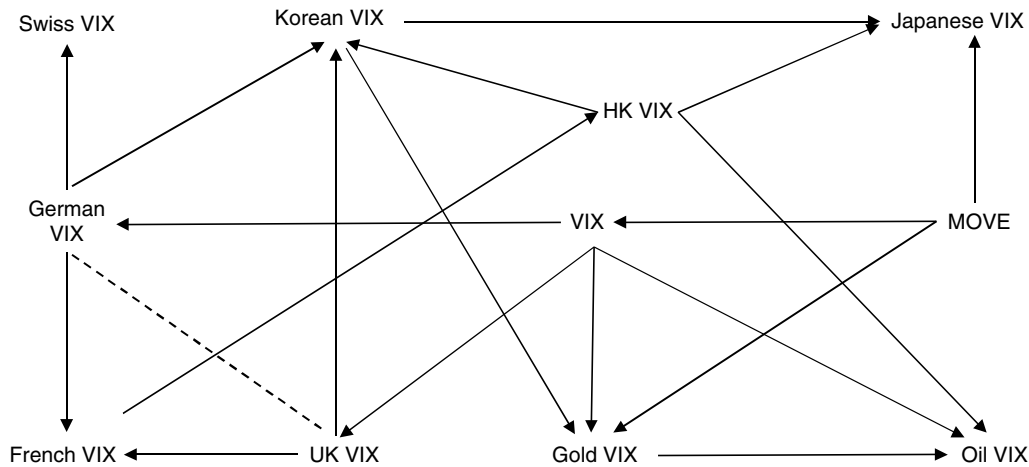 Swiss VIX
Korean VIX
Japanese VIX
HK VIX
German
VIX
VIX
MOVE
French VIX
UK VIX
Gold VIX
Oil VIX